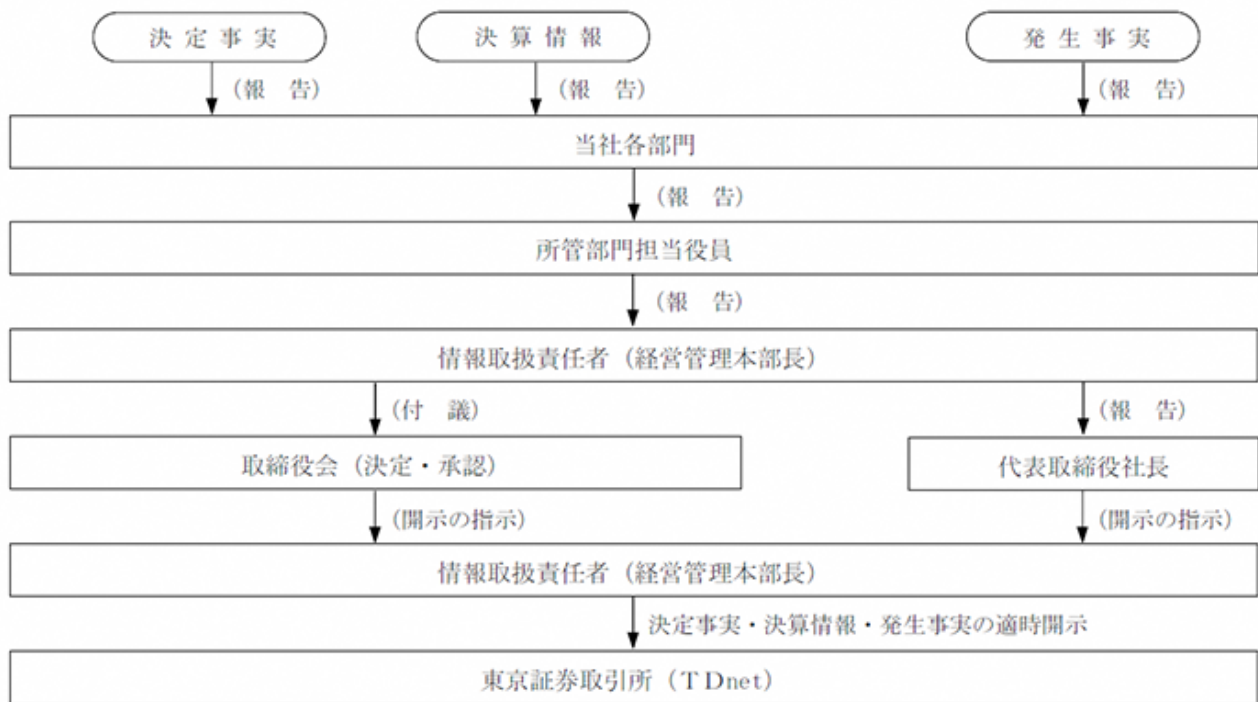 決定事実 決算情報 発生事実
（報 告） （報 告） （報 告）
当社各部門
（報 告）
所管部門担当役員
（報 告）
情報取扱責任者（経営管理本部長）
（付 議） （報 告）
取締役会（決定・承認） 代表取締役社長
（開示の指示） （開示の指示）
情報取扱責任者（経営管理本部長）
決定事実・決算情報・発生事実の適時開示
東京証券取引所（ＴＤnet）